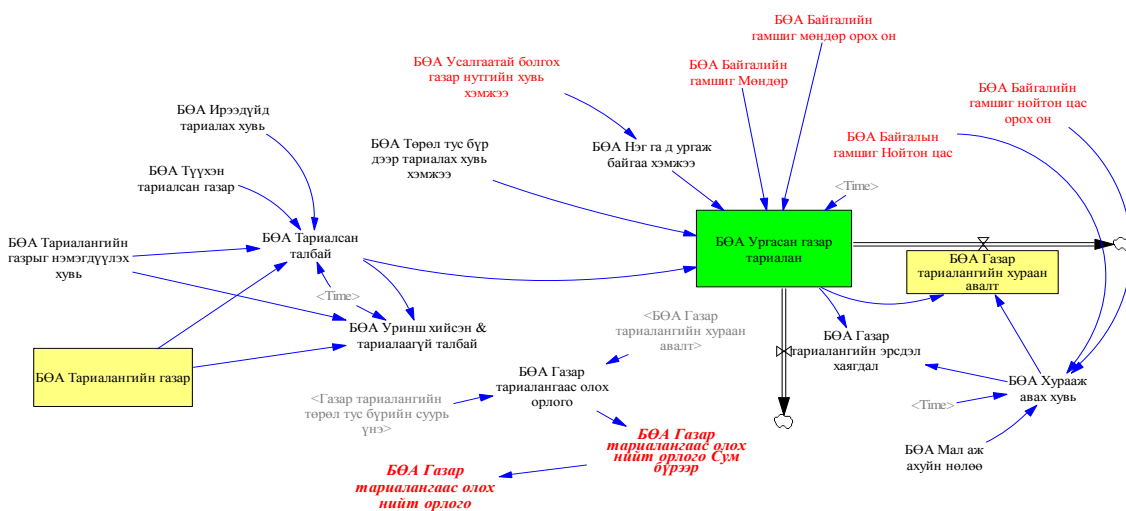 БӨА Байгалийн
гамшиг мөндөр орох он
БӨА Усалгаатай болгох
газар нутгийн хувь
хэмжээ
БӨА Байгалийн
гамшиг Мөндөр
БӨА Байгалийн
гамшиг нойтон цас
орох он
БӨА Ирээдүйд
тариалах хувь
БӨА Төрөл тус бүр
дээр тариалах хувь
хэмжээ
БӨА Нэг га д ургаж
байгаа хэмжээ
БӨА Байгалын
гамшиг Нойтон цас
БӨА Түүхэн
тариалсан газар
<Time>
БӨА Тариалангийн
газрыг нэмэгдүүлэх
хувь
БӨА Тариалсан
талбай
БӨА Ургасан газар
тариалан
БӨА Газар
тариалангийн хураан
авалт
<Time>
БӨА Уринш хийсэн &
тариалаагүй талбай
<БӨА Газар
тариалангийн хураан
авалт>
БӨА Газар
тариалангийн эрсдэл
хаягдал
БӨА Тариалангийн газар
БӨА Газар
тариалангаас олох
орлого
БӨА Хурааж
авах хувь
<Газар тариалангийн
төрөл тус бүрийн суурь
үнэ>
<Time>
БӨА Газар
тариалангаас олох
нийт орлого Сум
бүрээр
БӨА Мал аж
ахуйн нөлөө
БӨА Газар
тариалангаас олох
нийт орлого